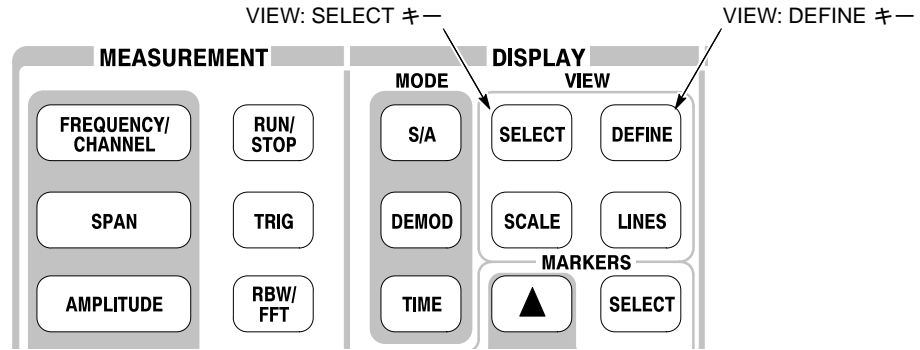 VIEW: SELECT キー
VIEW: DEFINE キー
MEASUREMENT
DISPLAY
MODE
VIEW
FREQUENCY/
CHANNEL
RUN/
STOP
S/A
SELECT
DEFINE
SPAN
TRIG
DEMOD
SCALE
LINES
MARKERS
AMPLITUDE
RBW/
FFT
TIME
SELECT